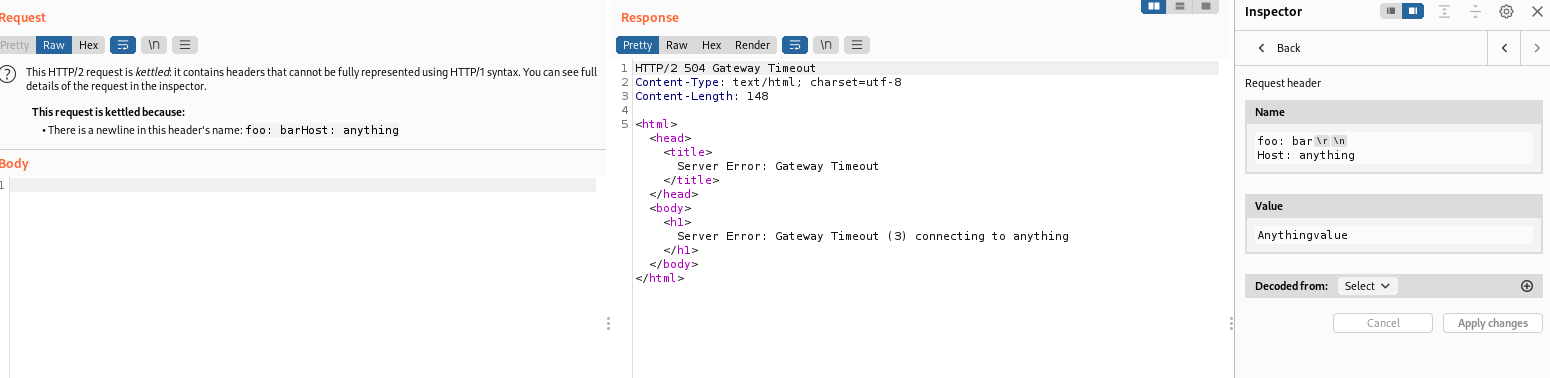 Request
Pretty Raw Hex \n
This HTTP/2 request is kettled: it contains headers that cannot be fully represented using HTTP/1 syntax. You can see full
details of the request in the inspector.
This request is kettled because:
• There is a newline in this header's name: foo: barHost: anything
Body
1
Response
Pretty Raw Hex Render \n
1 HTTP/2 504 Gateway Timeout
2 Content-Type: text/html; charset=utf-8
3 Content-Length: 148
4
5 <html>
<head>
<title>
Server Error: Gateway Timeout
</title>
</head>
<body>
<h1>
Server Error: Gateway Timeout (3) connecting to anything
</h1>
</body>
</html>
Inspector
Back
Request header
Name
foo: bar\r\n
Host: anything
Value
Anythingvalue
Decoded from: Select
Cancel Apply changes